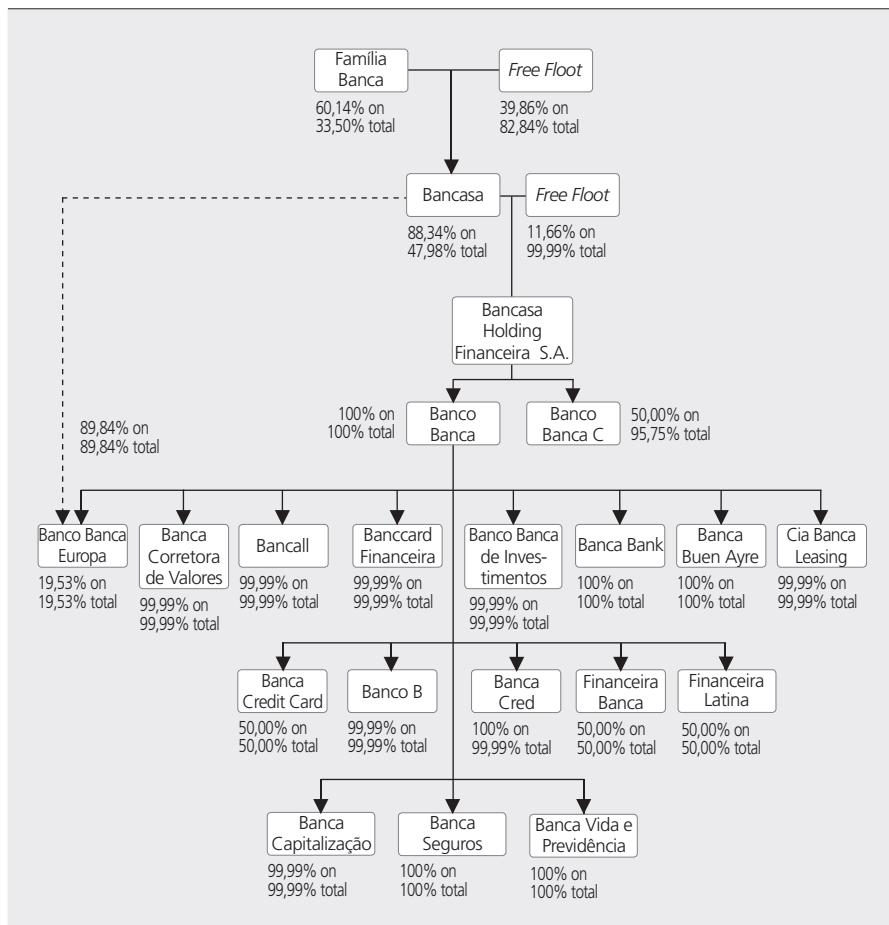 Família
Banca
Free Floot
60,14% on
33,50% total
39,86% on
82,84% total
Bancasa
Free Floot
88,34% on
47,98% total
11,66% on
99,99% total
Bancasa
Holding
Financeira S.A.
100% on
100% total
Banco
Banca
Banco
Banca C
50,00% on
95,75% total
89,84% on
89,84% total
Banco Banca
Europa
19,53% on
19,53% total
Banca
Corretora
de Valores
99,99% on
99,99% total
Bancall
99,99% on
99,99% total
Banccard
Financeira
99,99% on
99,99% total
Banco Banca
de Inves-
timentos
99,99% on
99,99% total
Banca Bank
100% on
100% total
Banca
Buen Ayre
100% on
100% total
Cia Banca
Leasing
99,99% on
99,99% total
Banca
Credit Card
50,00% on
50,00% total
Banco B
99,99% on
99,99% total
Banca
Cred
100% on
99,99% total
Financeira
Banca
50,00% on
50,00% total
Financeira
Latina
50,00% on
50,00% total
Banca
Capitalização
99,99% on
99,99% total
Banca
Seguros
100% on
100% total
Banca Vida e
Previdência
100% on
100% total